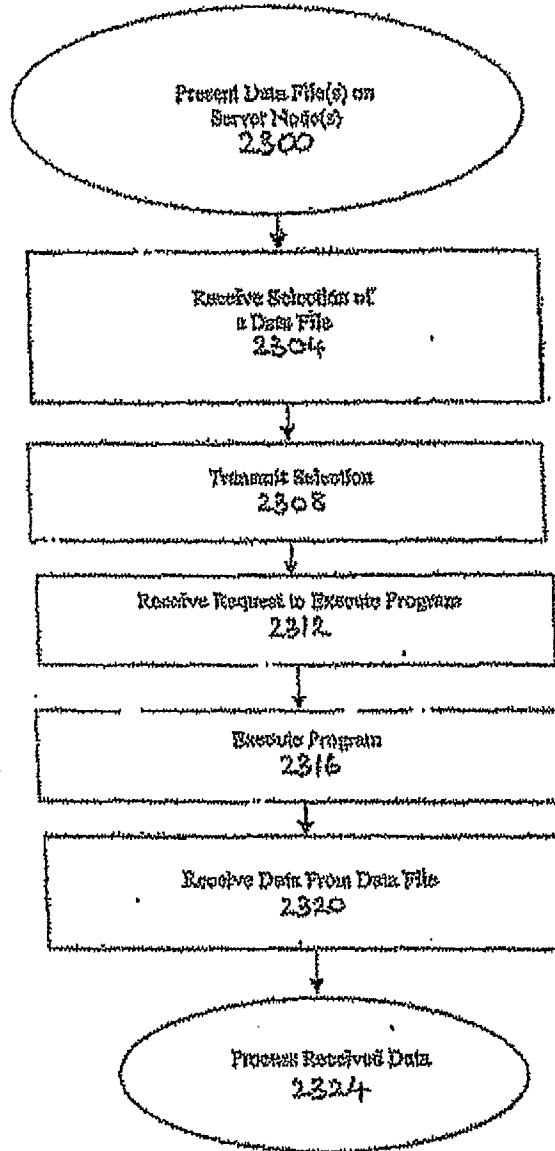 Present Data File(s) on
Server Node(s)
2300
Receive Selection of
a Data File
2304
Transmit Selection
2308
Receive Request to Execute Program
2312
Execute Program
2316
Receive Data From Data File
2320
Process Received Data
2324